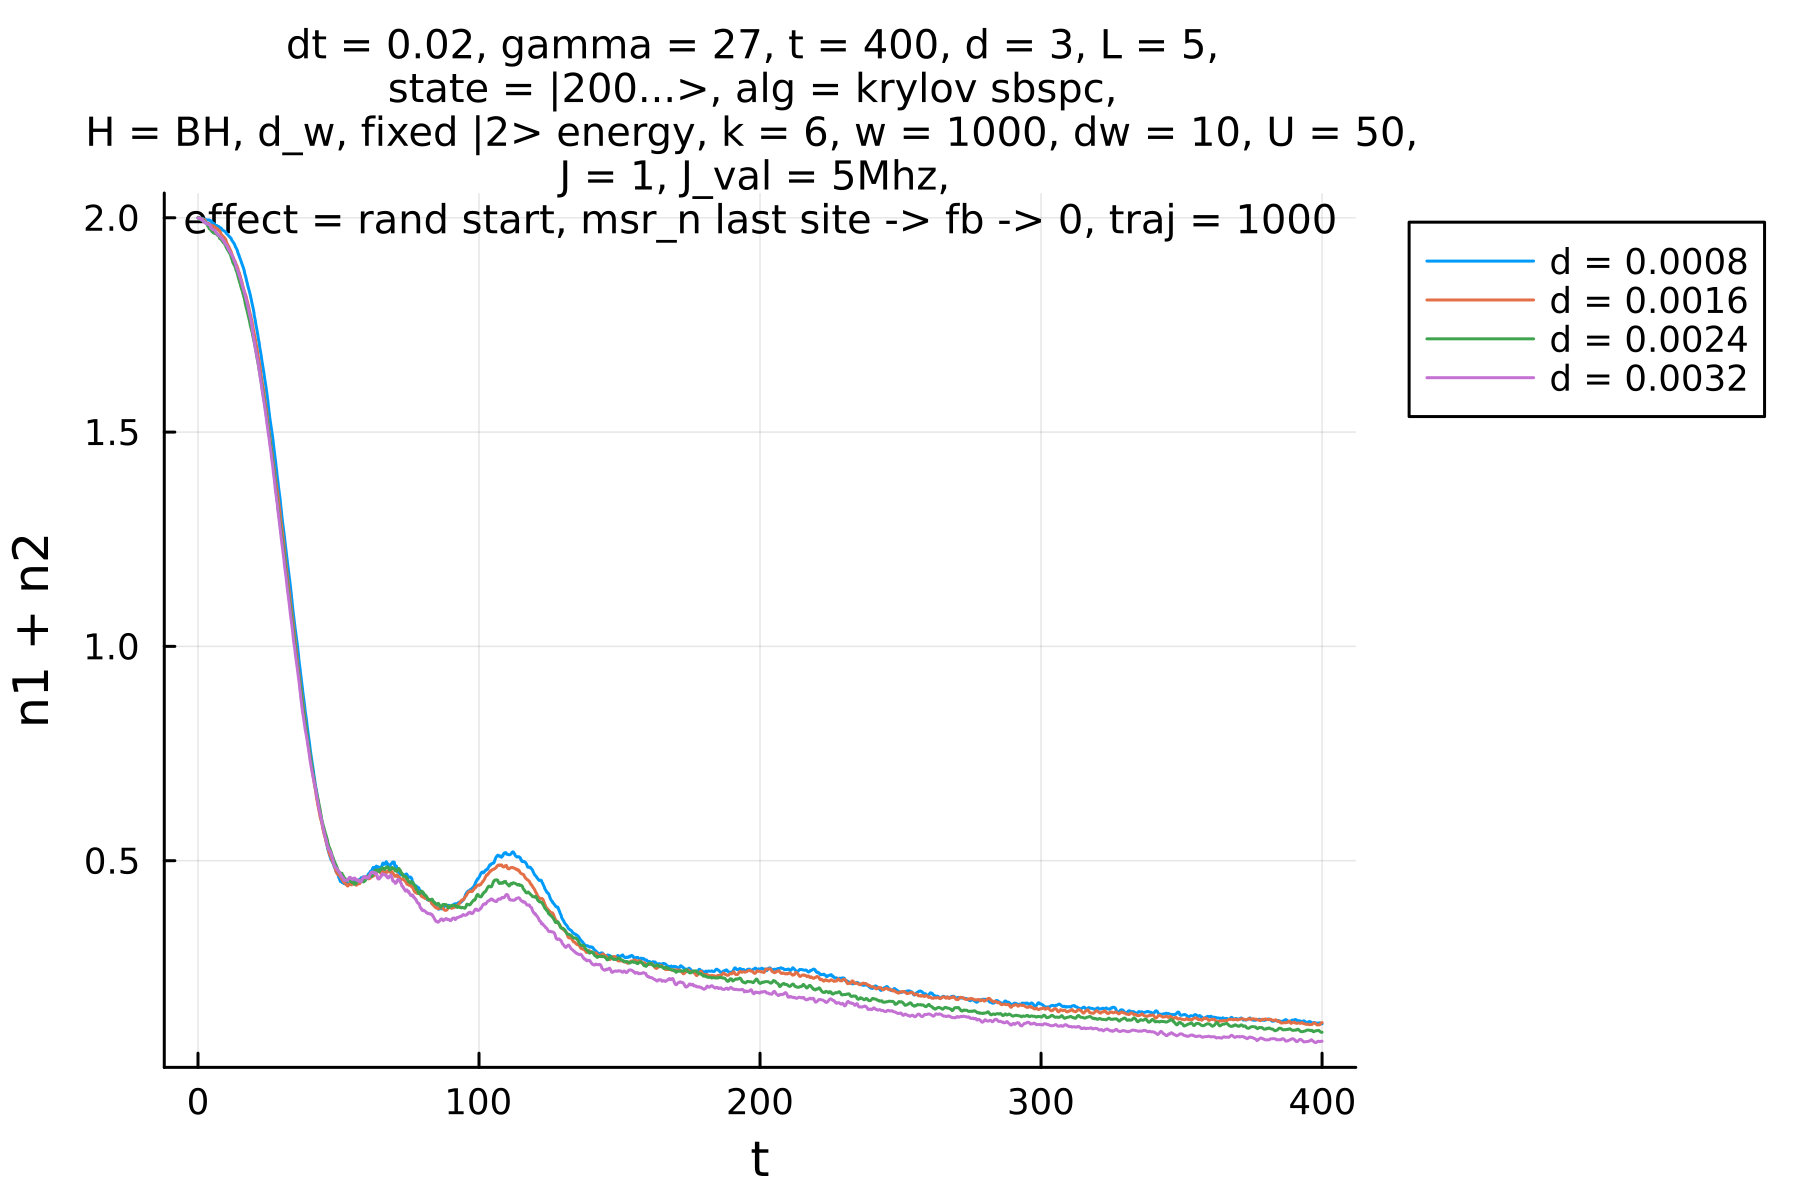 dt = 0.02, gamma = 27, t = 400, d = 3, L = 5,
state = |200...>, alg = krylov sbspc,
H = BH, d_w, fixed |2> energy, k = 6, w = 1000, dw = 10, U = 50,
J = 1, J_val = 5Mhz,
effect = rand start, msr_n last site -> fb -> 0, traj = 1000
2.0
1.5
1.0
0.5
n1 + n2
0 100 200 300 400
t
d = 0.0008
d = 0.0016
d = 0.0024
d = 0.0032